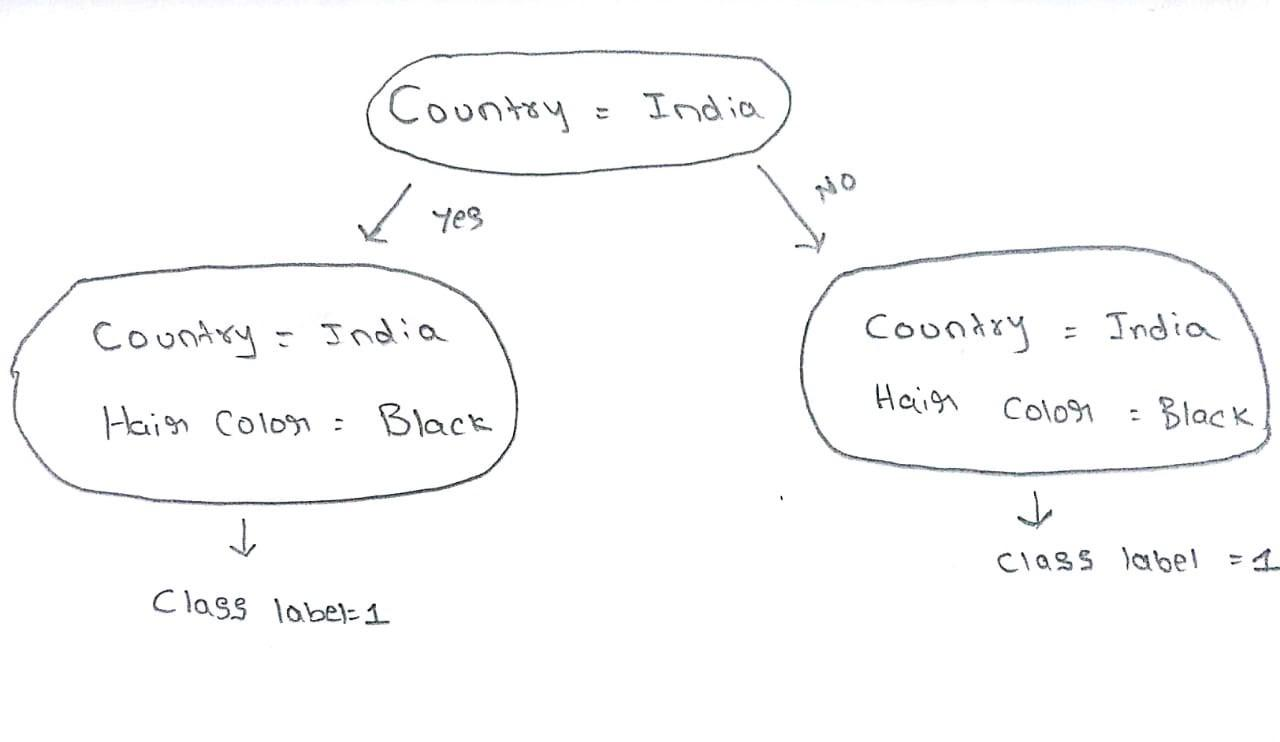 Country = India
Yes
NO
Country = India
Hair Color = Black
Country = India
Hair Color = Black
Class label=1
Class label =1